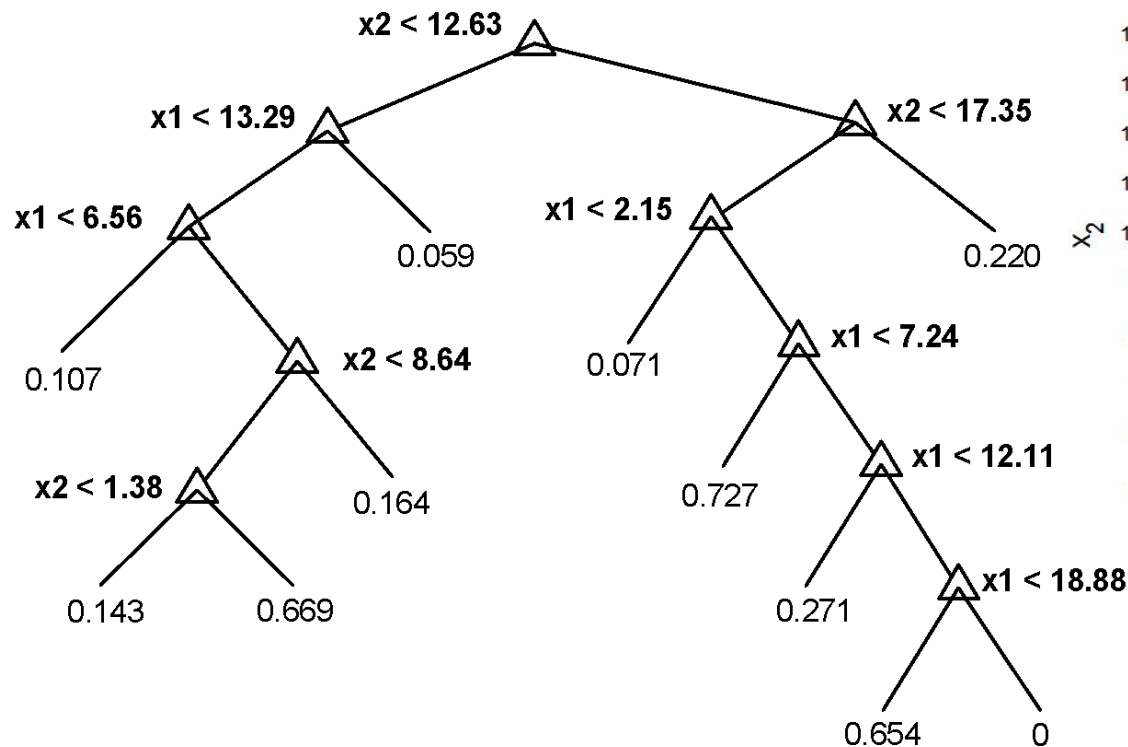 x2 < 12.63
x1 < 13.29
x2 < 17.35
x1 < 6.56
x1 < 2.15
0.059
0.220
x₂
x1 < 7.24
0.107
x2 < 8.64
0.071
x1 < 12.11
x2 < 1.38
0.164
0.727
x1 < 18.88
0.143
0.669
0.271
0.654
0